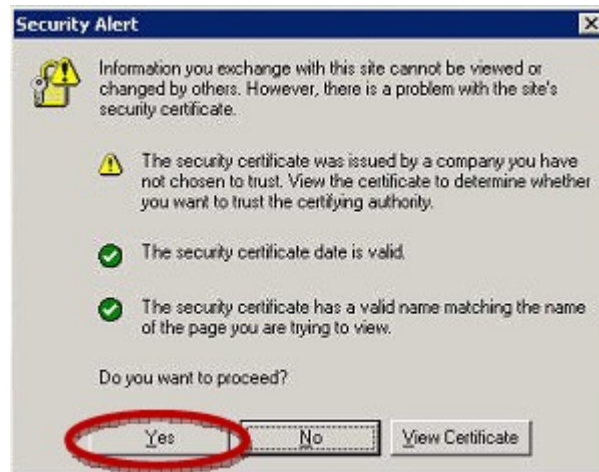 Security Alert
Information you exchange with this site cannot be viewed or
changed by others. However, there is a problem with the site's
security certificate.
The security certificate was issued by a company you have
not chosen to trust. View the certificate to determine whether
you want to trust the certifying authority.
The security certificate date is valid.
The security certificate has a valid name matching the name
of the page you are trying to view.
Do you want to proceed?
Yes No View Certificate